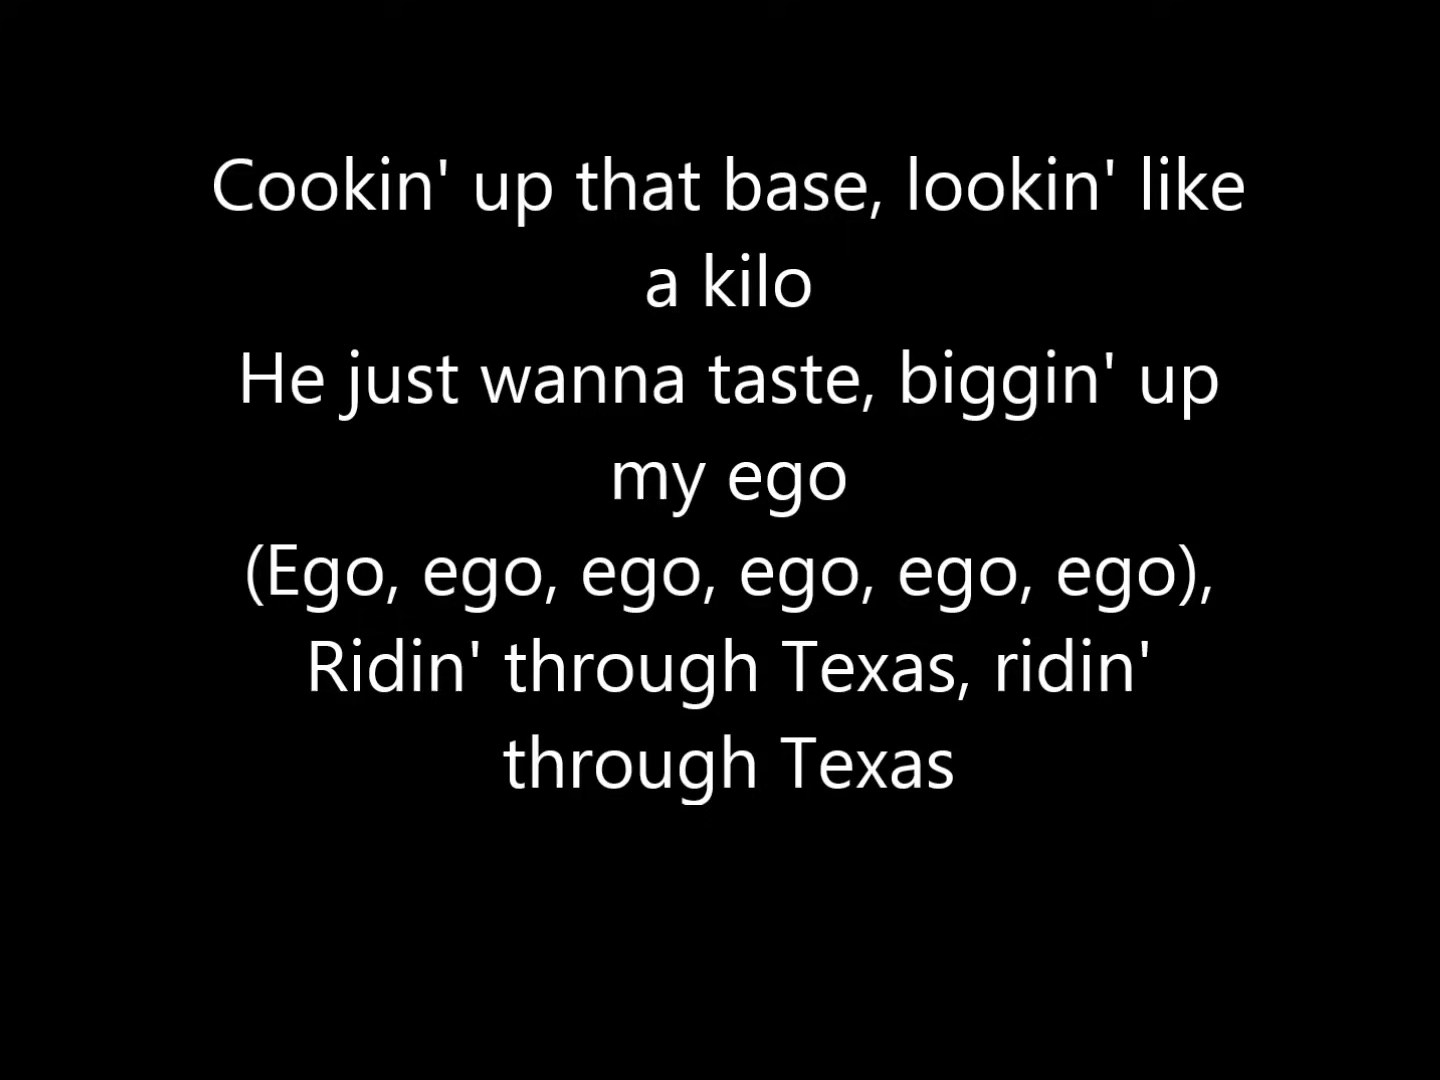 Cookin' up that base, lookin' like
a kilo
He just wanna taste, biggin' up
my ego
(Ego, ego, ego, ego, ego, ego),
Ridin' through Texas, ridin'
through Texas